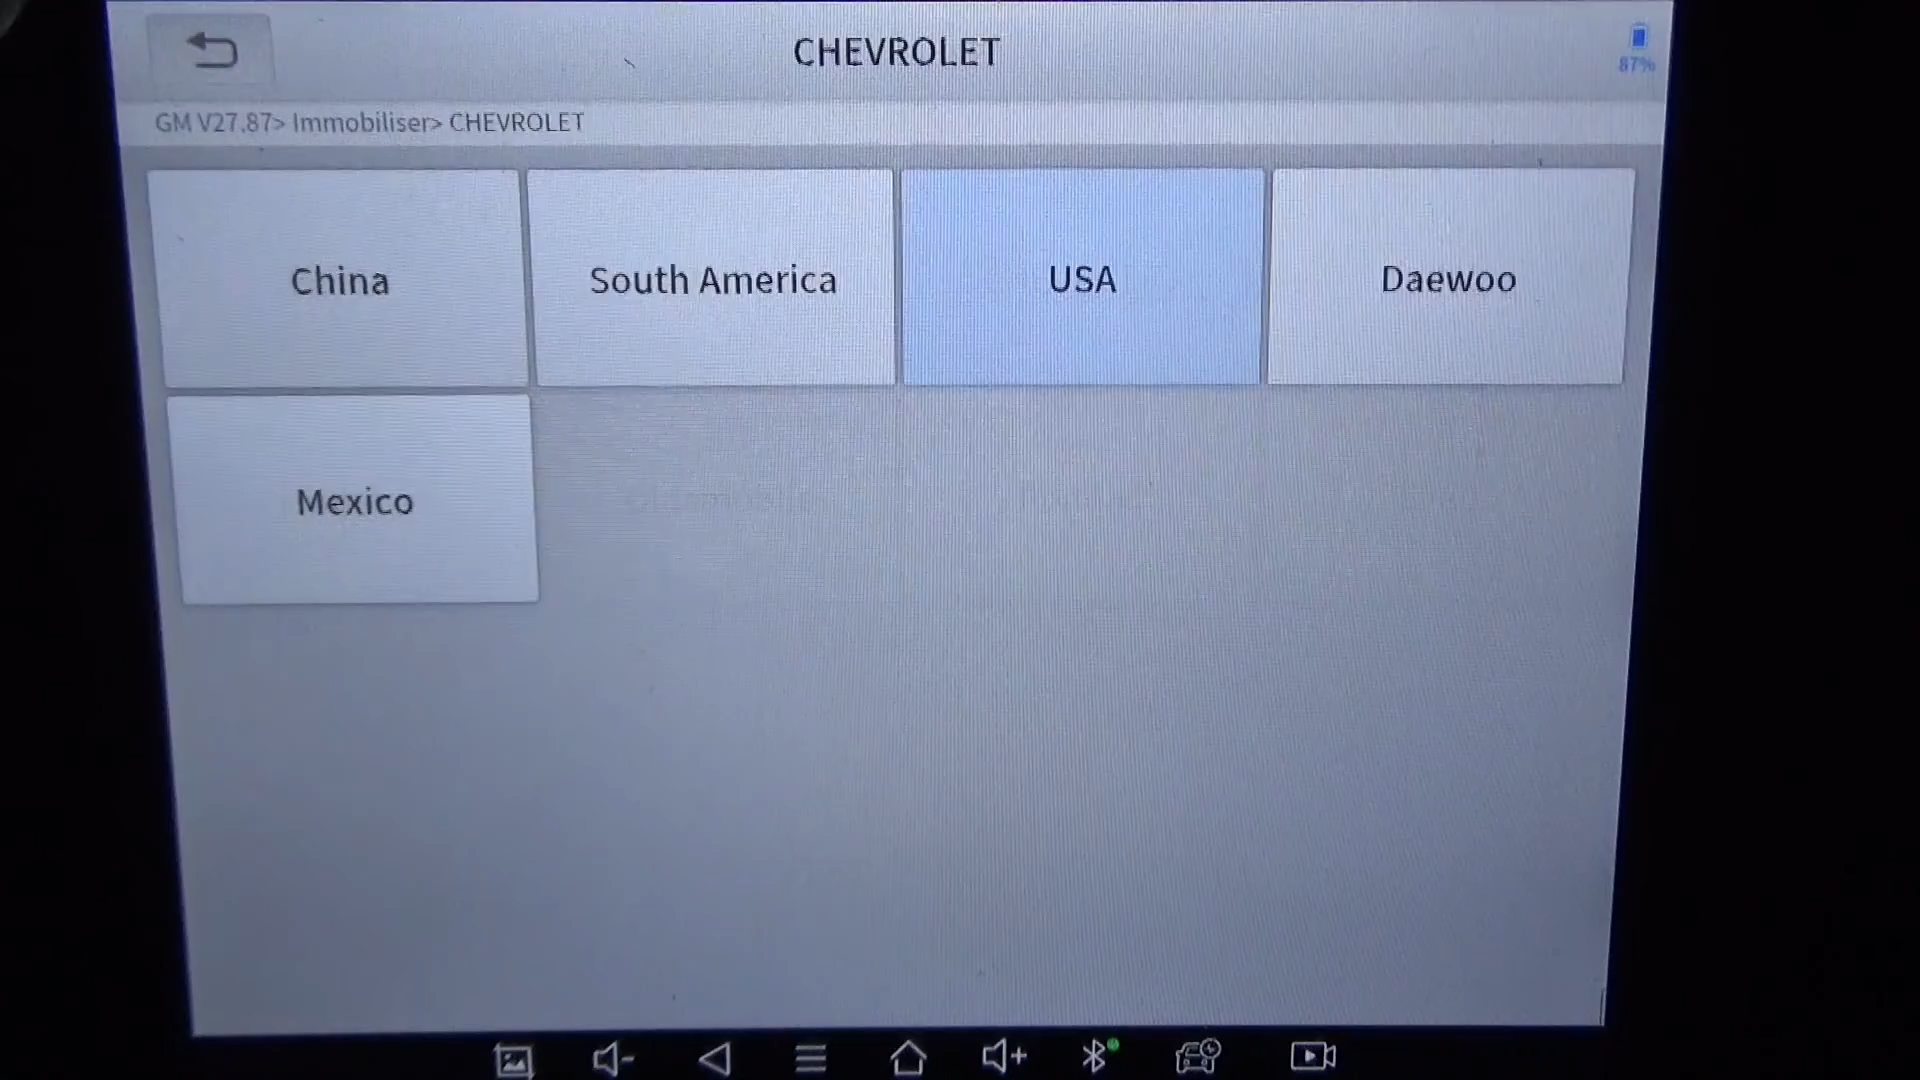 CHEVROLET
87%
GM V27.87> Immobiliser> CHEVROLET
China
South America
USA
Daewoo
Mexico